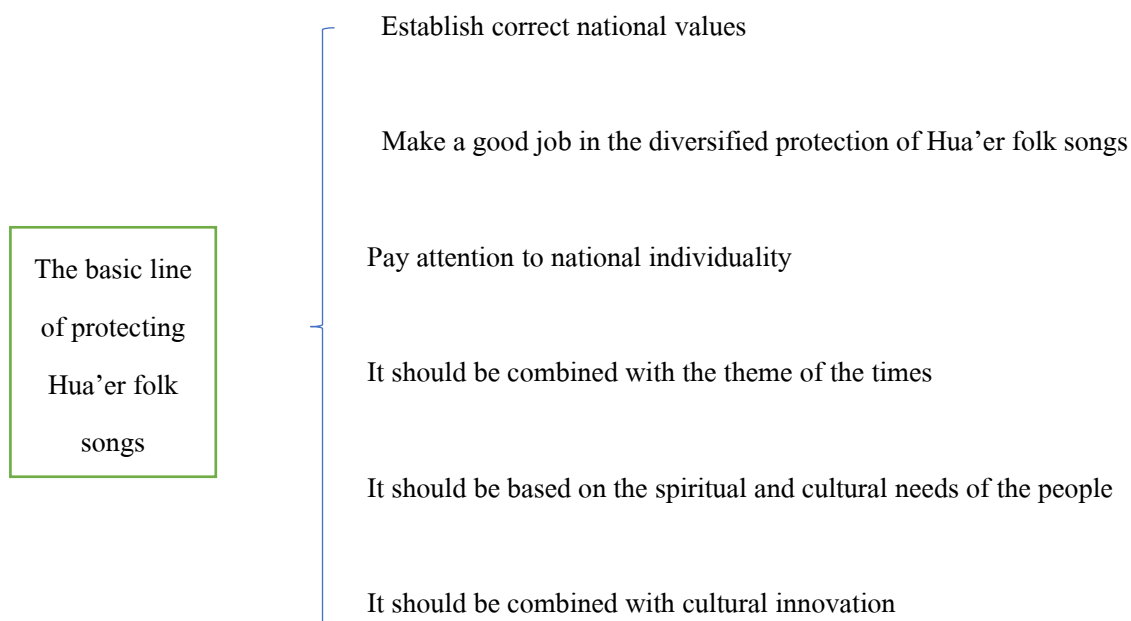 Establish correct national values
Make a good job in the diversified protection of Hua’er folk songs
Pay attention to national individuality
The basic line
of protecting
Hua’er folk
songs
It should be combined with the theme of the times
It should be based on the spiritual and cultural needs of the people
It should be combined with cultural innovation